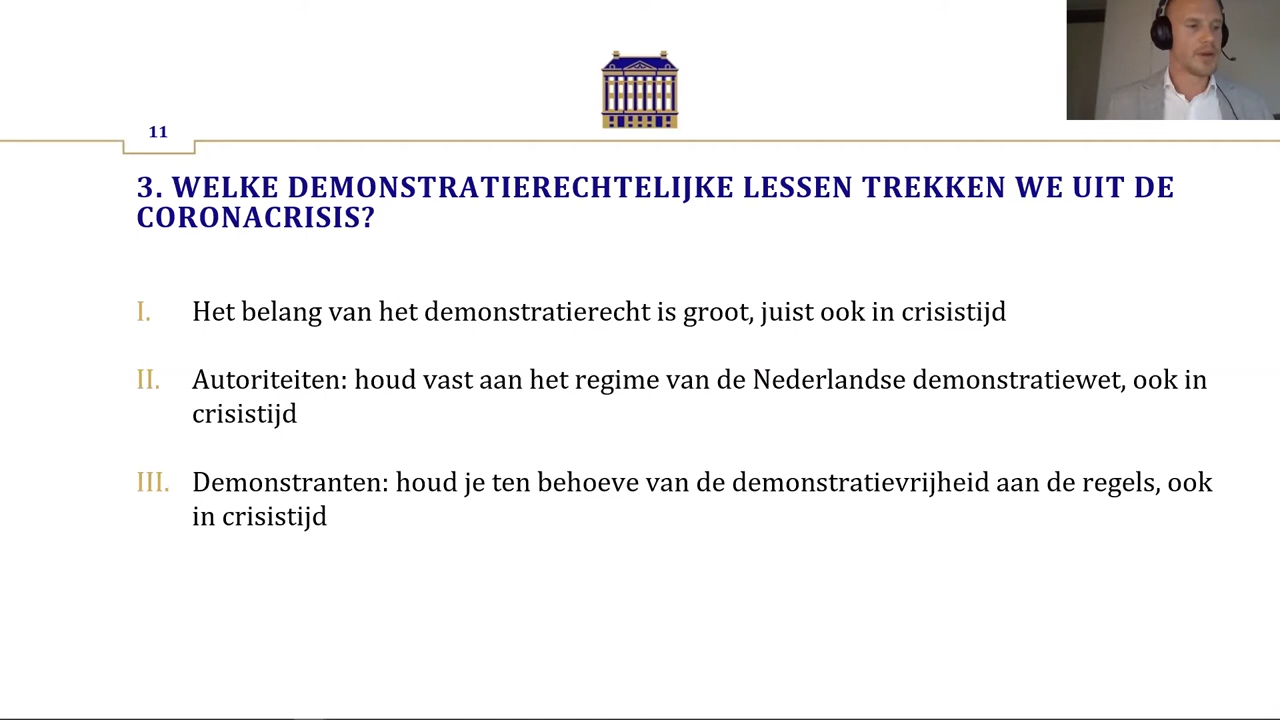 11
3. WELKE DEMONSTRATIERECHTELIJKE LESSEN TREKKEN WE UIT DE
CORONACRISIS?
I. Het belang van het demonstratierecht is groot, juist ook in crisistijd
II. Autoriteiten: houd vast aan het regime van de Nederlandse demonstratiewet, ook in
crisistijd
III. Demonstranten: houd je ten behoeve van de demonstratievrijheid aan de regels, ook
in crisistijd